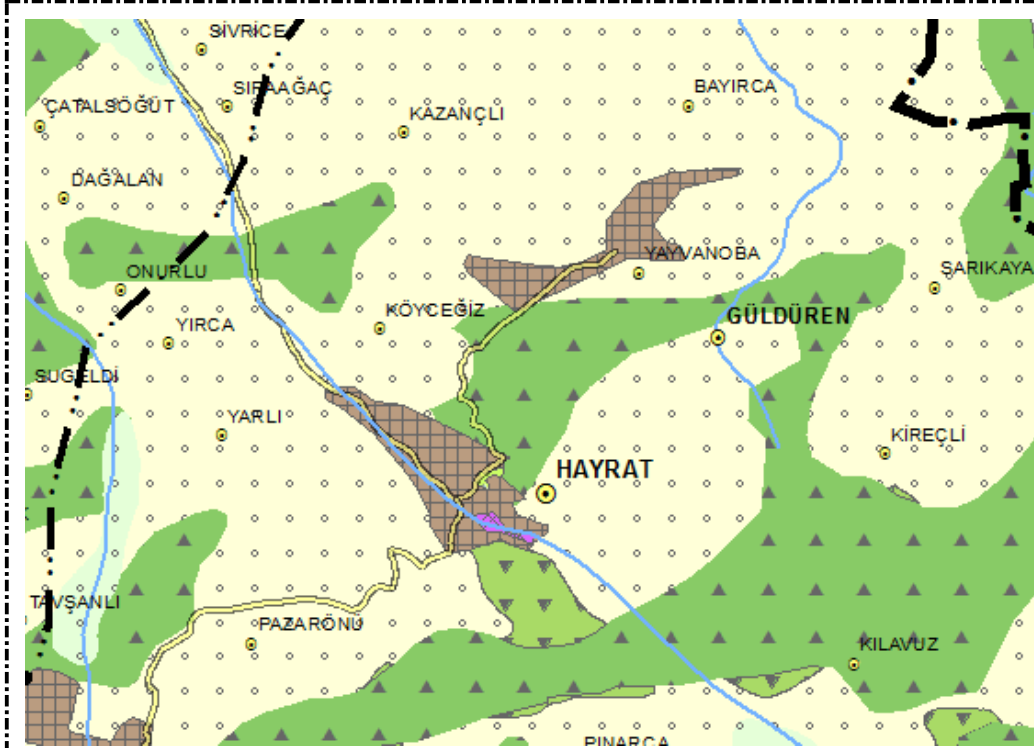 SİVRİCE
SIRAAĞAÇ
BAYIRCA
ÇATALSÖĞÜT
KAZANÇLI
DAĞALAN
YAYVANOBA
ONURLU
SARIKAYA
KÖYCEĞİZ
GÜLDÜREN
YIRCA
SUGELDİ
YARLI
KİREÇLİ
HAYRAT
TAVŞANLI
PAZARÖNÜ
KILAVUZ
PINARCA